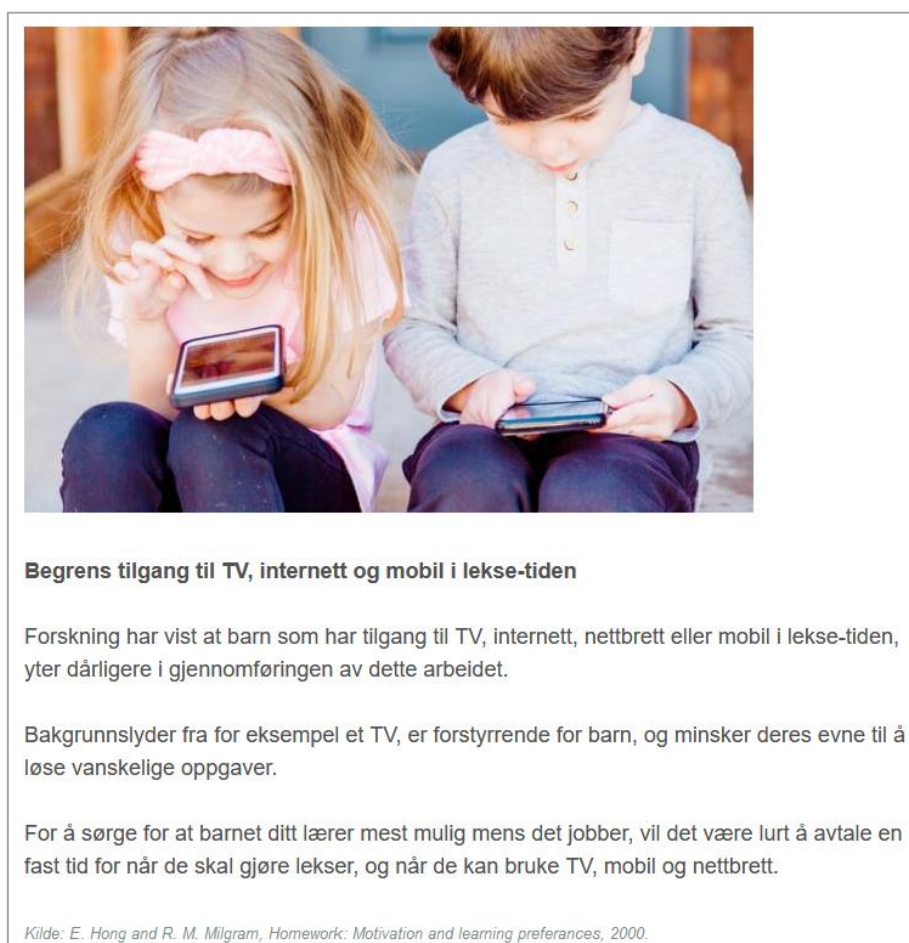 Begrens tilgang til TV, internett og mobil i lekse-tiden
Forskning har vist at barn som har tilgang til TV, internett, nettbrett eller mobil i lekse-tiden,
yter dårligere i gjennomføringen av dette arbeidet.
Bakgrunnslyder fra for eksempel et TV, er forstyrrende for barn, og minsker deres evne til å
løse vanskelige oppgaver.
For å sørge for at barnet ditt lærer mest mulig mens det jobber, vil det være lurt å avtale en
fast tid for når de skal gjøre lekser, og når de kan bruke TV, mobil og nettbrett.
Kilde: E. Hong and R. M. Milgram, Homework: Motivation and learning preferances, 2000.